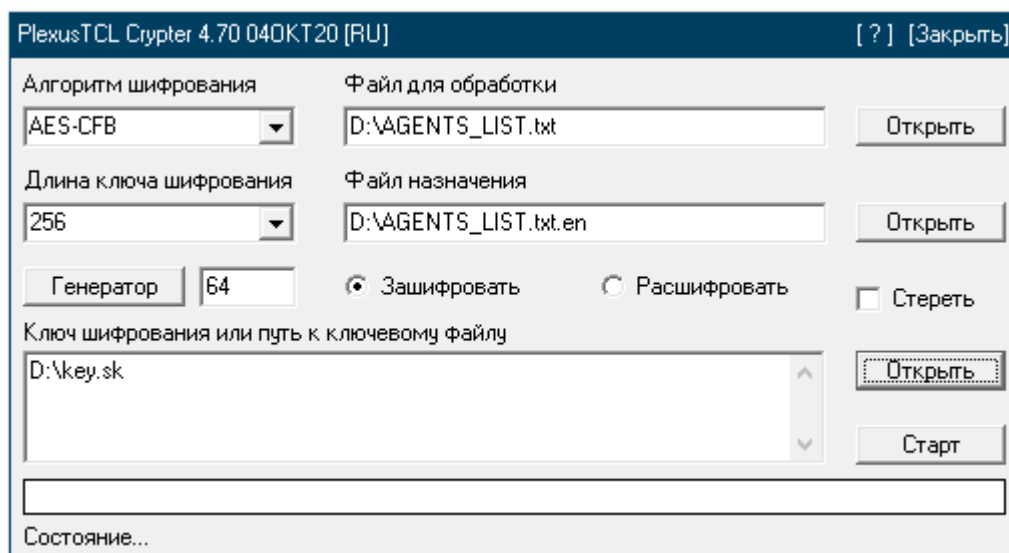 PlexusTCL Crypter 4.70 04OKT20 [RU] [ ? ] [Закрыть]
Алгоритм шифрования Файл для обработки
AES-CFB D:\AGENTS_LIST.txt Открыть
Длина ключа шифрования Файл назначения
256 D:\AGENTS_LIST.txt.en Открыть
Генератор 64 Зашифровать Расшифровать Стереть
Ключ шифрования или путь к ключевому файлу
D:\key.sk Открыть
Старт
Состояние...